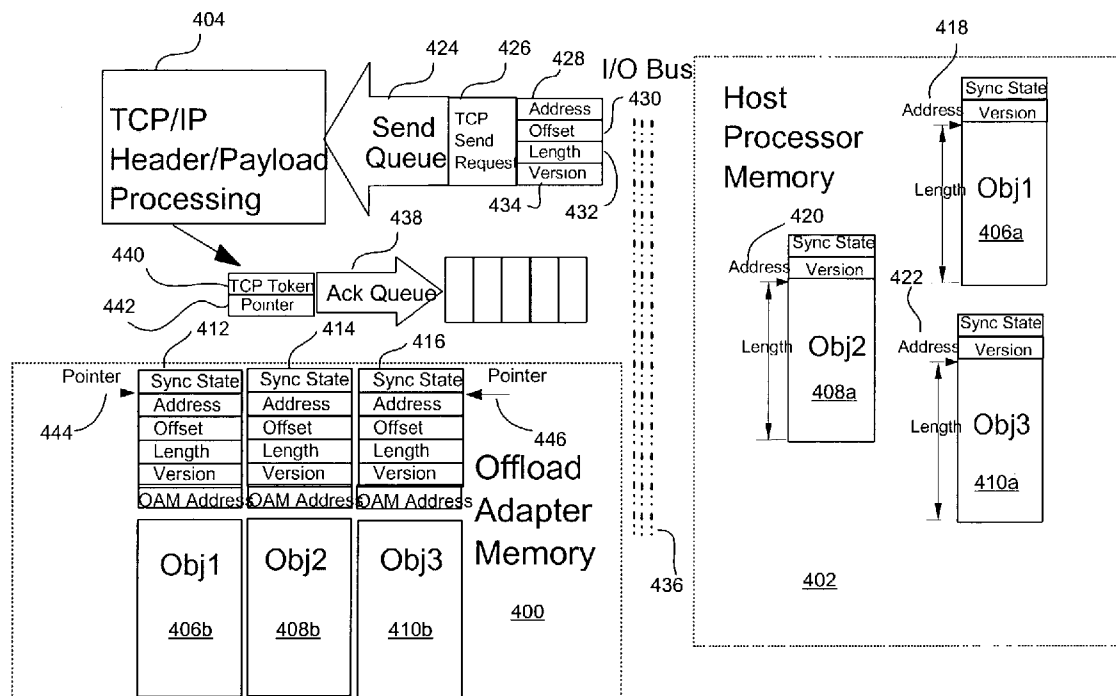 404
424
426
428
I/O Bus
430
418
TCP/IP
Header/Payload
Processing
Send
Queue
TCP
Send
Request
Address
Offset
Length
Version
434
432
438
440
442
TCP Token
Pointer
Ack Queue
412
414
416
Pointer
444
Sync State
Address
Offset
Length
Version
OAM Address
Obj1
406b
Sync State
Address
Offset
Length
Version
OAM Address
Obj2
408b
Sync State
Address
Offset
Length
Version
OAM Address
Obj3
410b
Pointer
446
Offload
Adapter
Memory
400
436
Host
Processor
Memory
Sync State
Version
Address
Length
Obj1
406a
420
Sync State
Version
Address
Length
Obj2
408a
422
Sync State
Version
Address
Length
Obj3
410a
402